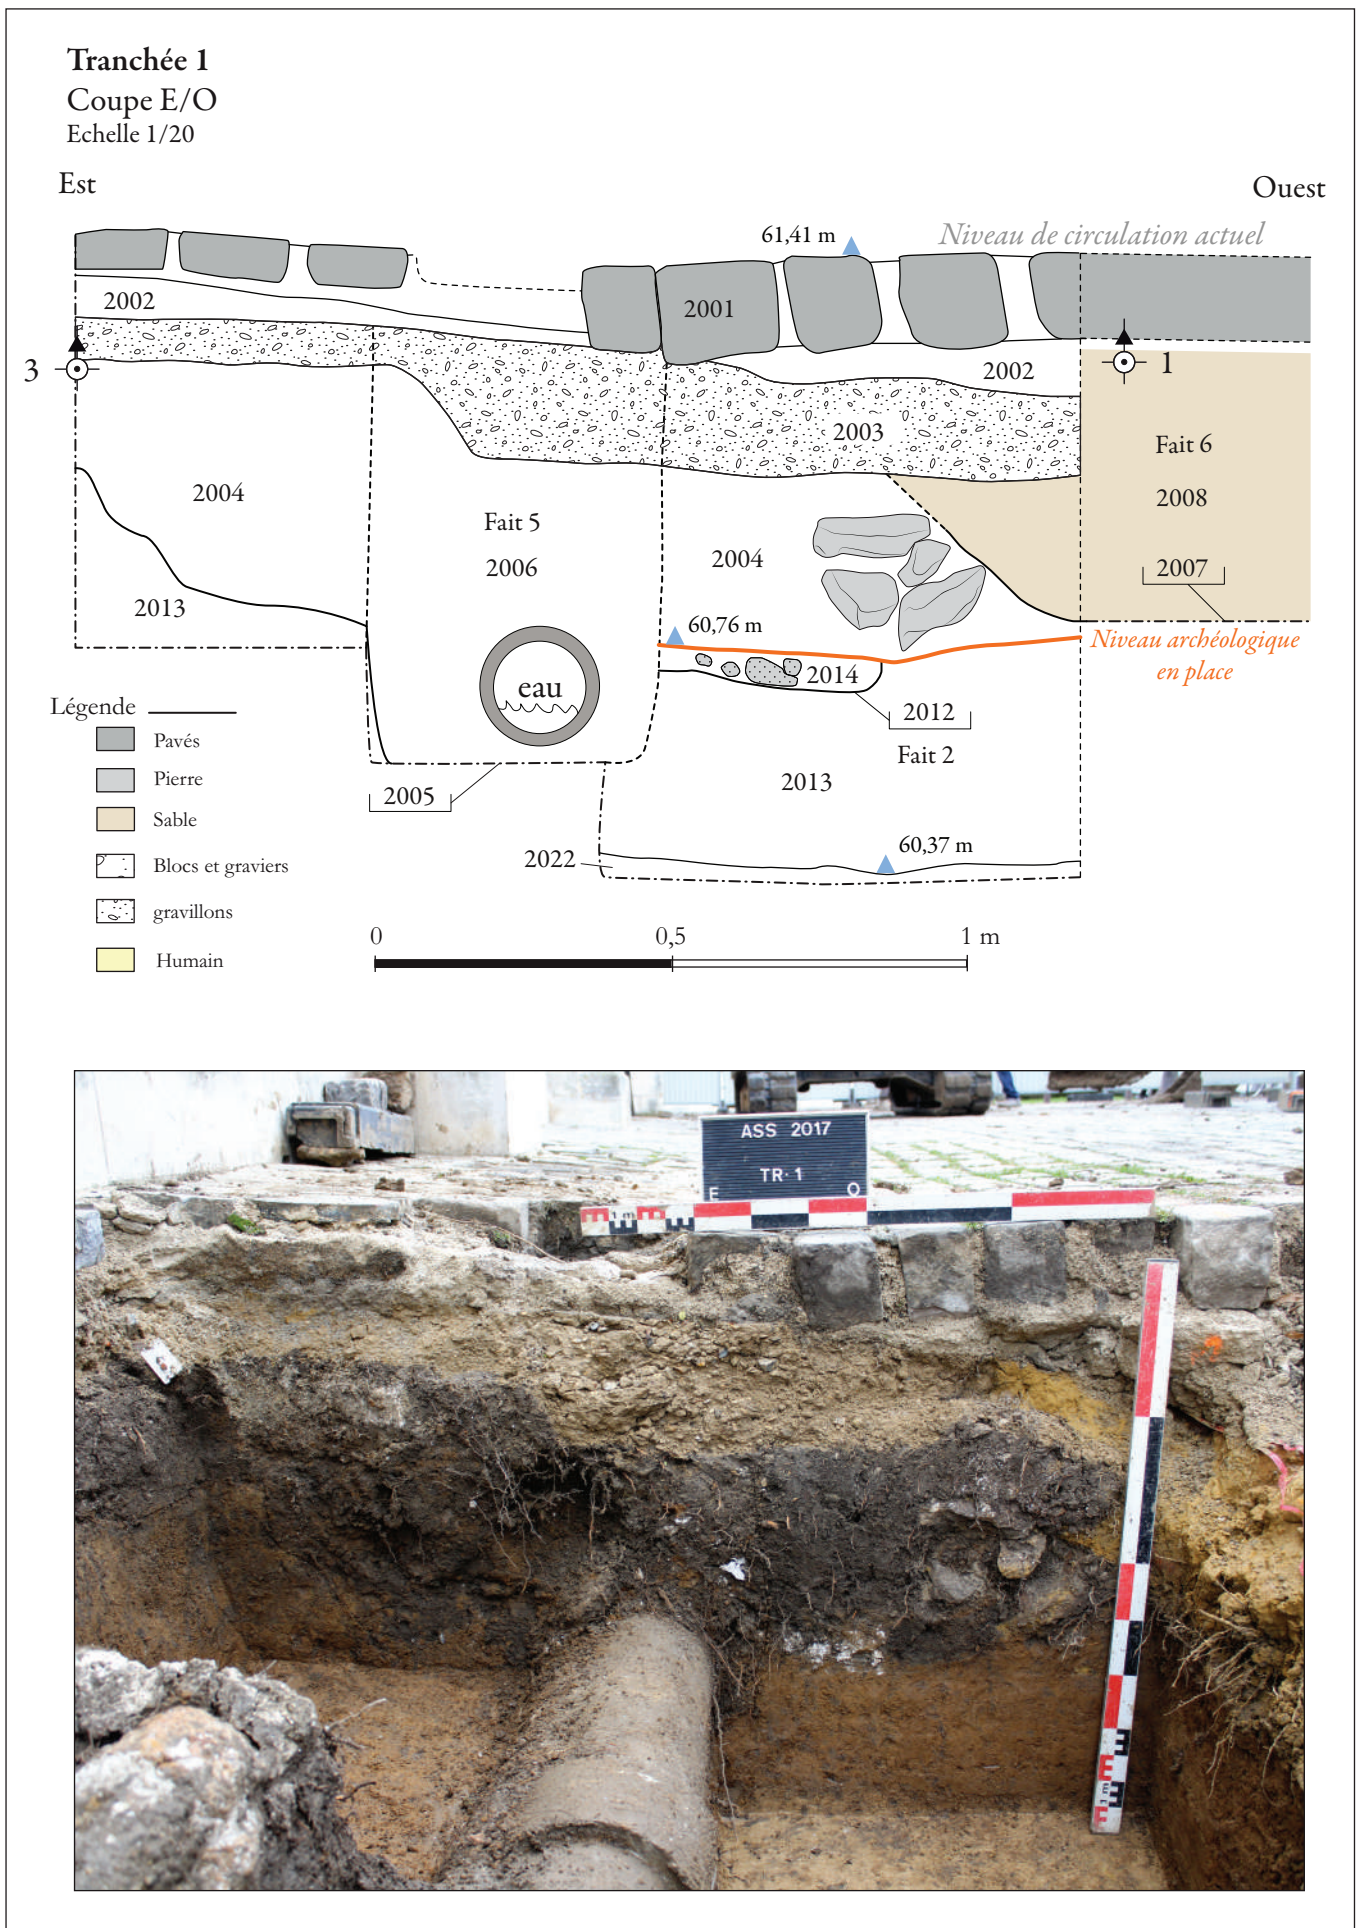 Tranchée 1
Coupe E/O
Echelle 1/20
Est
Ouest
61,41 m
Niveau de circulation actuel
2002
2001
3
2002
1
2003
Fait 6
2004
2008
Fait 5
2004
2006
2007
2013
60,76 m
Niveau archéologique
en place
eau
2014
Légende
2012
Pavés
Fait 2
Pierre
2013
2005
Sable
60,37 m
2022
Blocs et graviers
gravillons
0
0,5
1 m
Humain
ASS 2017
TR·1
E O
1m
1m